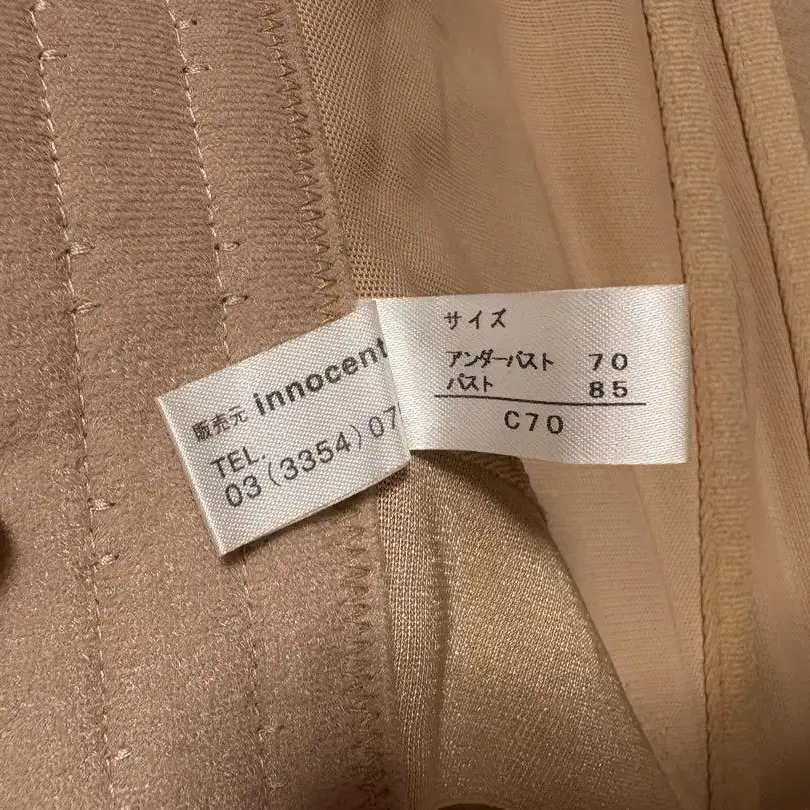 販売元 innocent
TEL.
03(3354)07
サイズ
アンダーバスト 70
バスト 85
C70